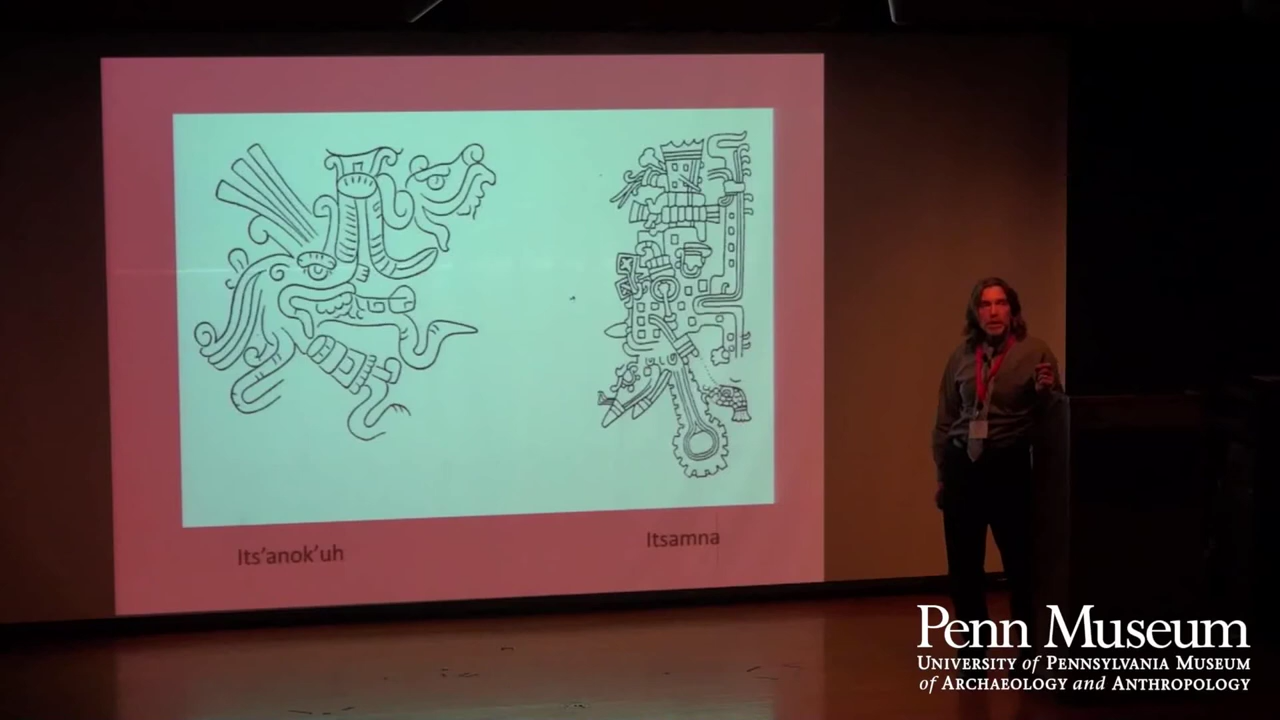 Its'anok'uh
Itsamna
Penn Museum
UNIVERSITY of PENNSYLVANIA MUSEUM
of ARCHAEOLOGY and ANTHROPOLOGY